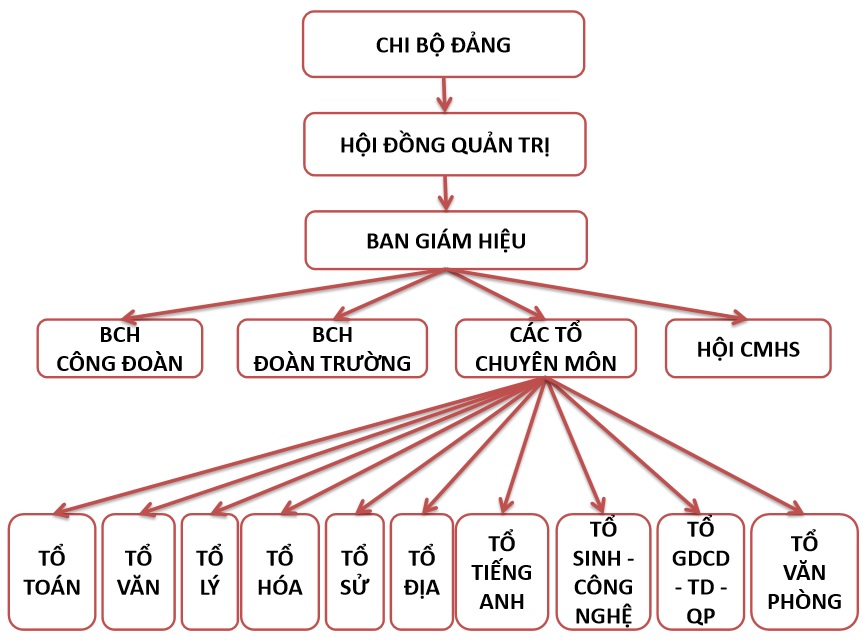 CHI BỘ ĐẢNG
HỘI ĐỒNG QUẢN TRỊ
BAN GIÁM HIỆU
BCH
CÔNG ĐOÀN
BCH
ĐOÀN TRƯỜNG
CÁC TỔ
CHUYÊN MÔN
HỘI CMHS
TỔ
TOÁN
TỔ
VĂN
TỔ
LÝ
TỔ
HÓA
TỔ
SỬ
TỔ
ĐỊA
TỔ
TIẾNG
ANH
TỔ
SINH -
CÔNG
NGHỆ
TỔ
GDCD
- TD -
QP
TỔ
VĂN
PHÒNG